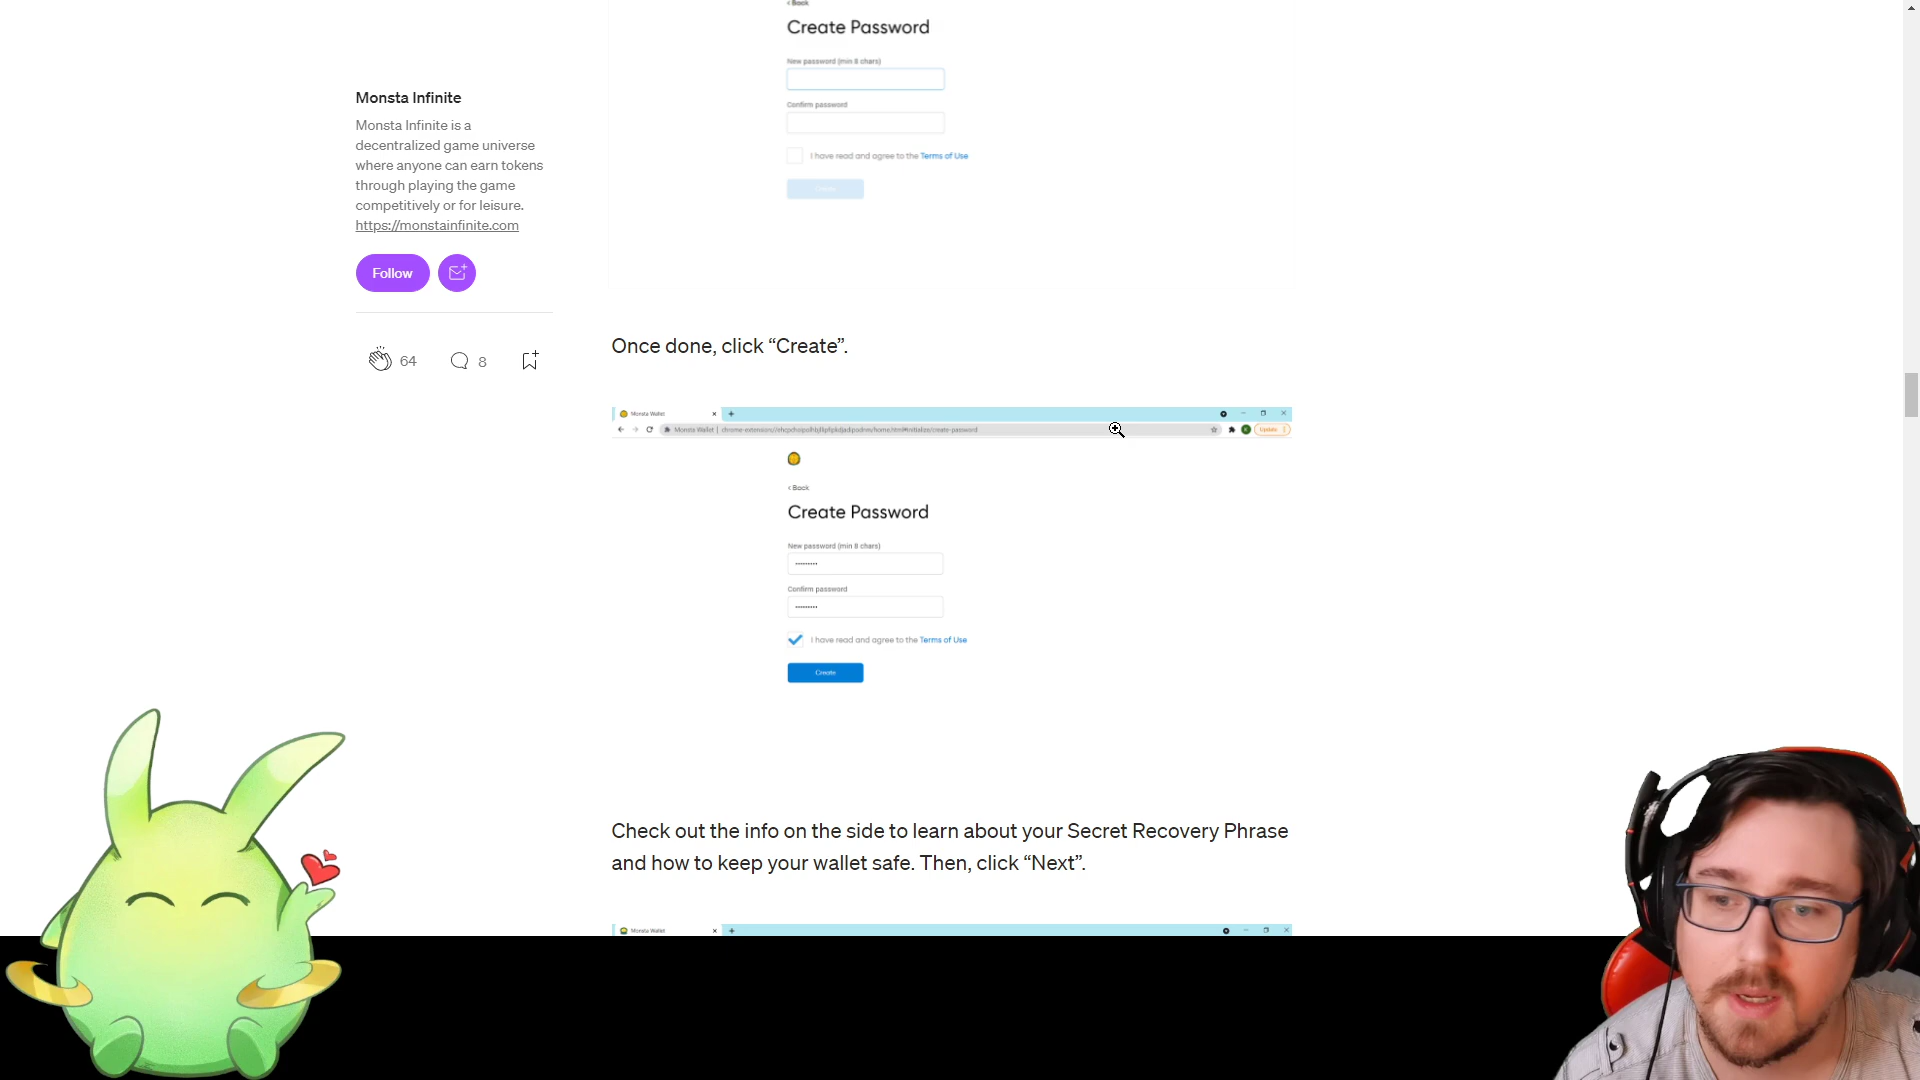 < Back
Create Password
New password (min 8 chars)
Confirm password
I have read and agree to the Terms of Use
Create
Monsta Infinite
Monsta Infinite is a
decentralized game universe
where anyone can earn tokens
through playing the game
competitively or for leisure.
https://monstainfinite.com
Follow
64
8
Once done, click “Create”.
Monsta Wallet
Monsta Wallet
Update
< Back
Create Password
New password (min 8 chars)
Confirm password
I have read and agree to the Terms of Use
Create
Check out the info on the side to learn about your Secret Recovery Phrase
and how to keep your wallet safe. Then, click “Next”.
Monsta Wallet